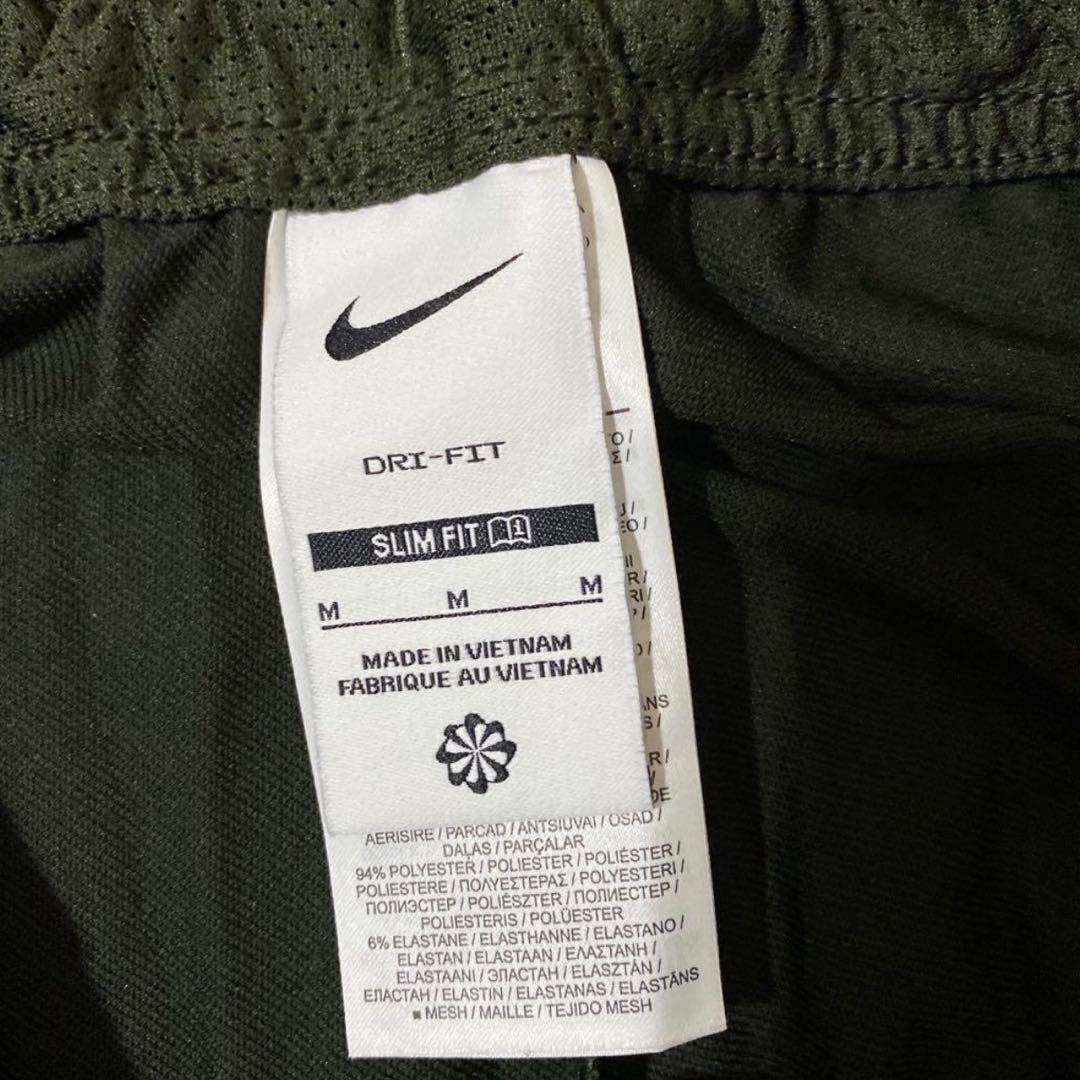 DRI-FIT
SLIM FIT 1
M M M
MADE IN VIETNAM
FABRIQUE AU VIETNAM
AERISIRE / PARCAD / ANTSIUVAI / OSAD /
DALAS / PARÇALAR
94% POLYESTER / POLIESTER / POLIÉSTER /
POLIESTERE / ΠΟΛΥΕΣΤΕΡΑΣ / POLYESTERI /
ПОЛИЭСТЕР / POLIÉSZTER / ПОЛИЕСТЕР /
POLIESTERIS / POLÜESTER
6% ELASTANE / ELASTHANNE / ELASTANO /
ELASTAN / ELASTAAN / ΕΛΑΣΤΑΝΗ /
ELASTAANI / ЭЛАСТАН / ELASZTÁN /
ЕЛАСТАН / ELASTIN / ELASTANAS / ELASTĀNS
■ MESH / MAILLE / TEJIDO MESH